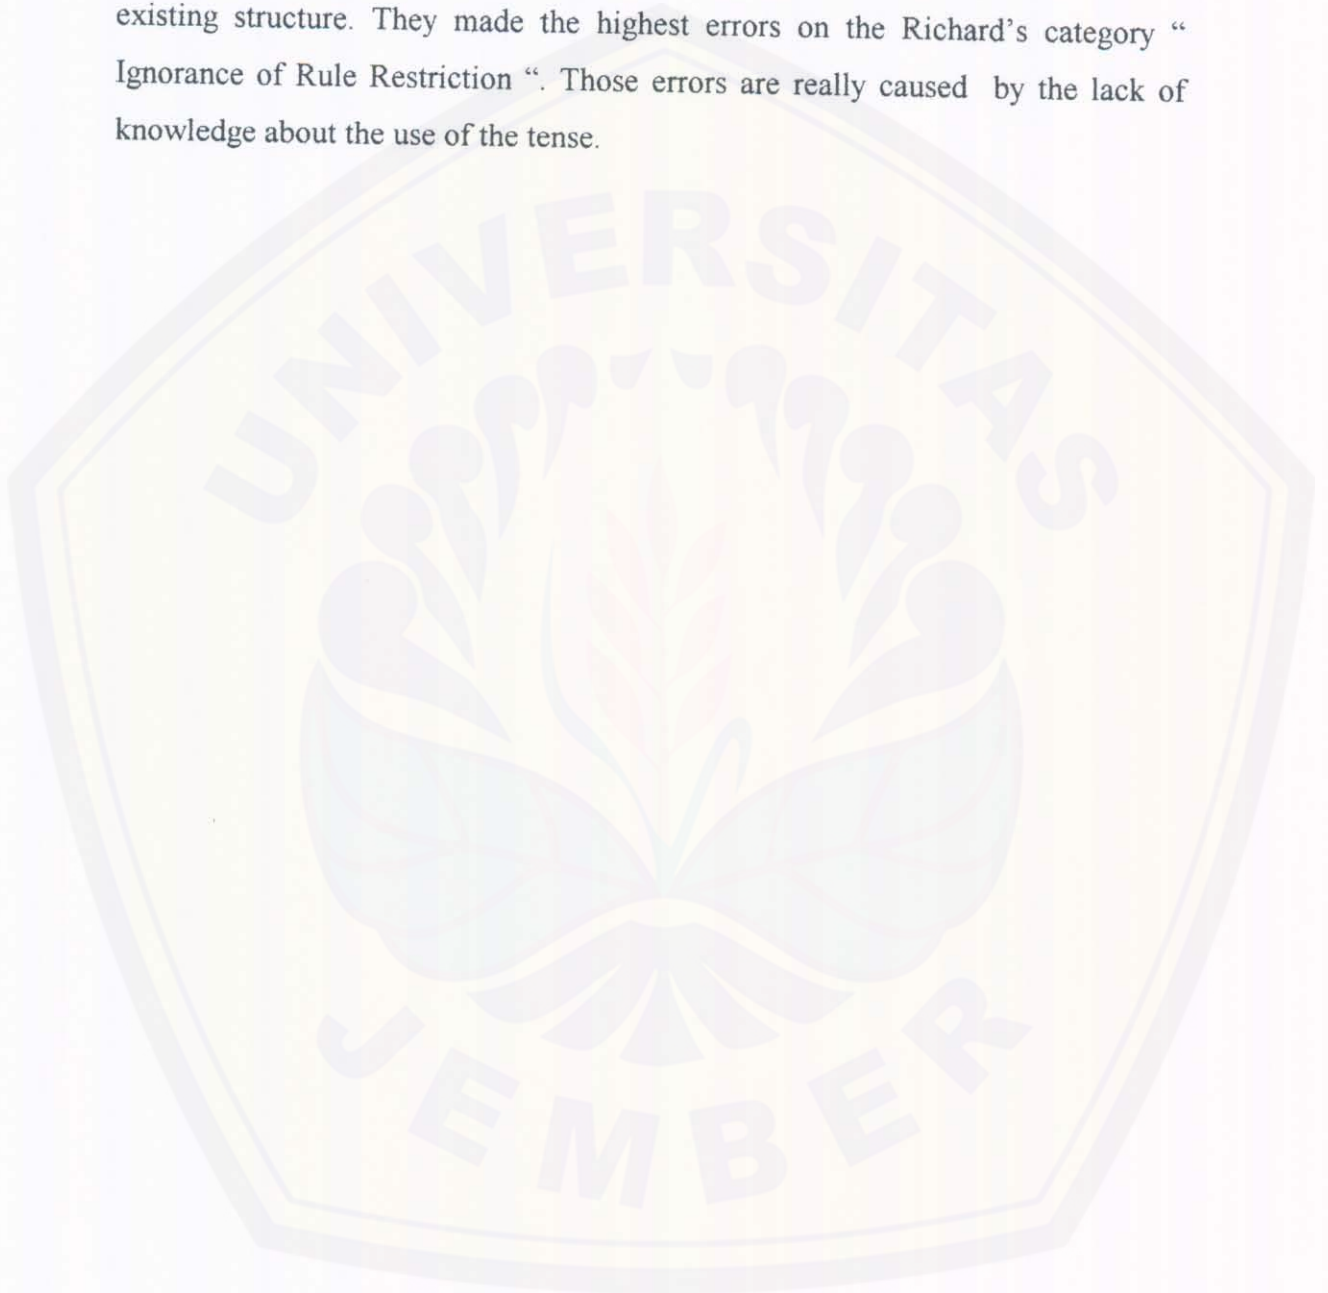 existing structure. They made the highest errors on the Richard's category “
Ignorance of Rule Restriction “. Those errors are really caused  by the lack of
knowledge about the use of the tense.
UNIVERSITAS
JEMBER